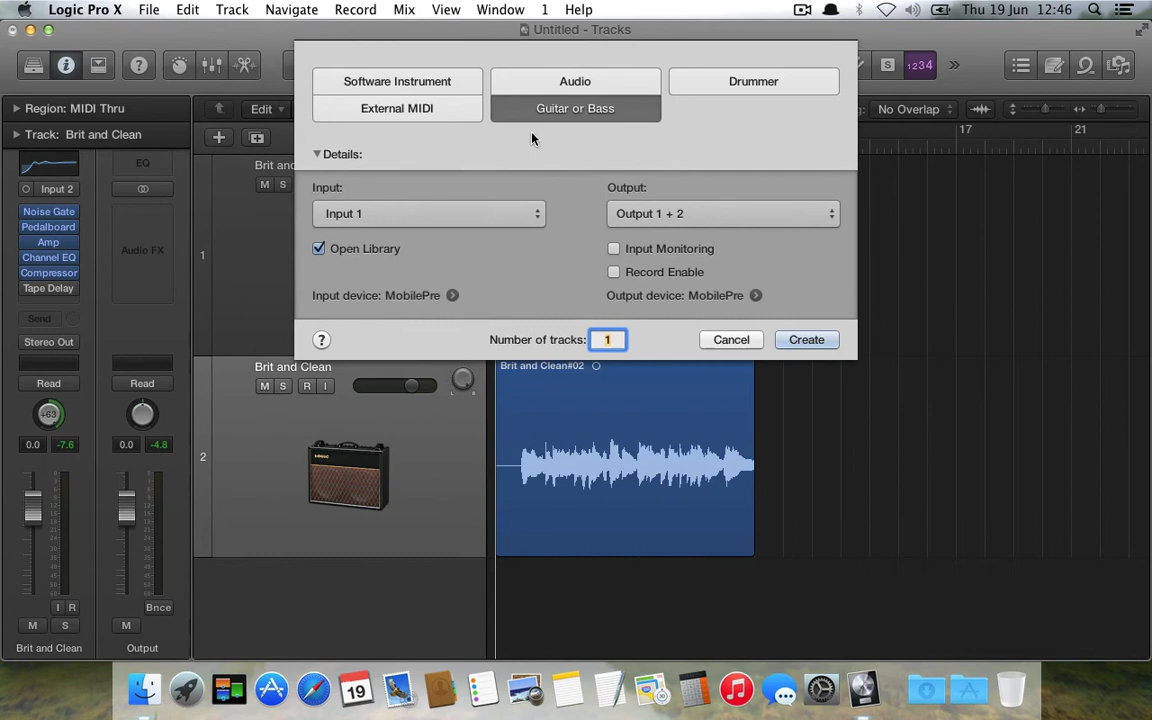 Logic Pro X File Edit Track Navigate Record Mix View Window 1 Help Thu 19 Jun 12:46
Untitled - Tracks
Software Instrument Audio Drummer
External MIDI Guitar or Bass
S 1234
Region: MIDI Thru
Track: Brit and Clean
Edit
No Overlap
17 21
Details:
Input: Output:
Input 1 Output 1 + 2
Open Library Input Monitoring
Record Enable
Input device: MobilePre Output device: MobilePre
? Number of tracks: 1 Cancel Create
EQ
Input 2
Noise Gate
Pedalboard
Amp
Channel EQ
Compressor
Tape Delay
Audio FX
Send
Stereo Out
Read Read
+63
0.0 -7.6 0.0 -4.8
I R Bnce
M S M
Brit and Clean Output
Brit and
M S
1
Brit and Clean
M S R I
L R
2
Brit and Clean#02
19